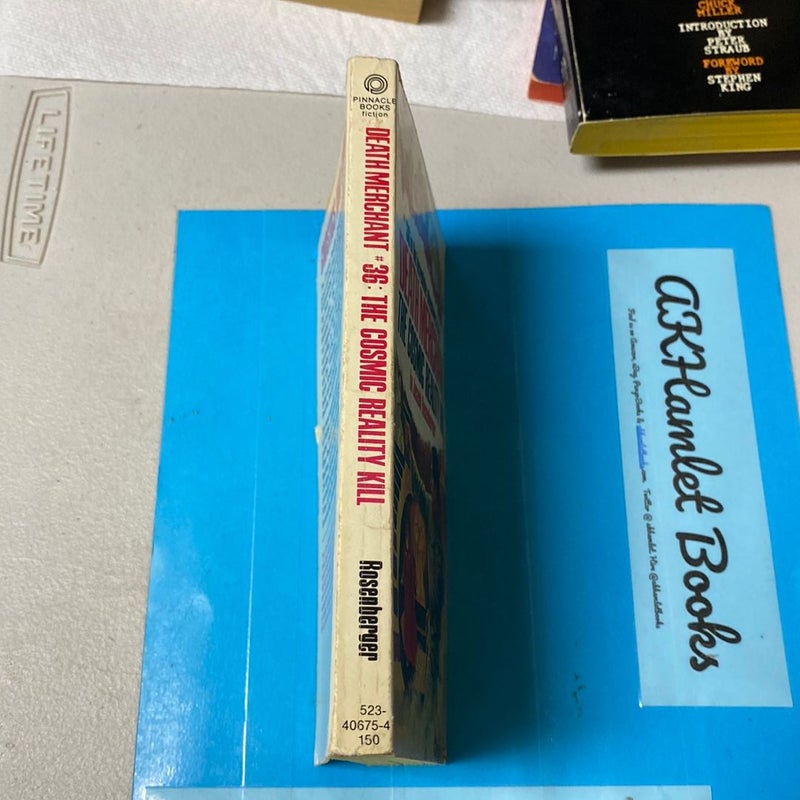 CHUCK
MILLER
INTRODUCTION
BY
PETER
STRAUB
FOREWORD
BY
STEPHEN
KING
LIFETIME
PINNACLE
BOOKS
fiction
DEATH MERCHANT #36: THE COSMIC REALITY KILL
Rosenberger
523-
40675-4
150
AKHamlet Books